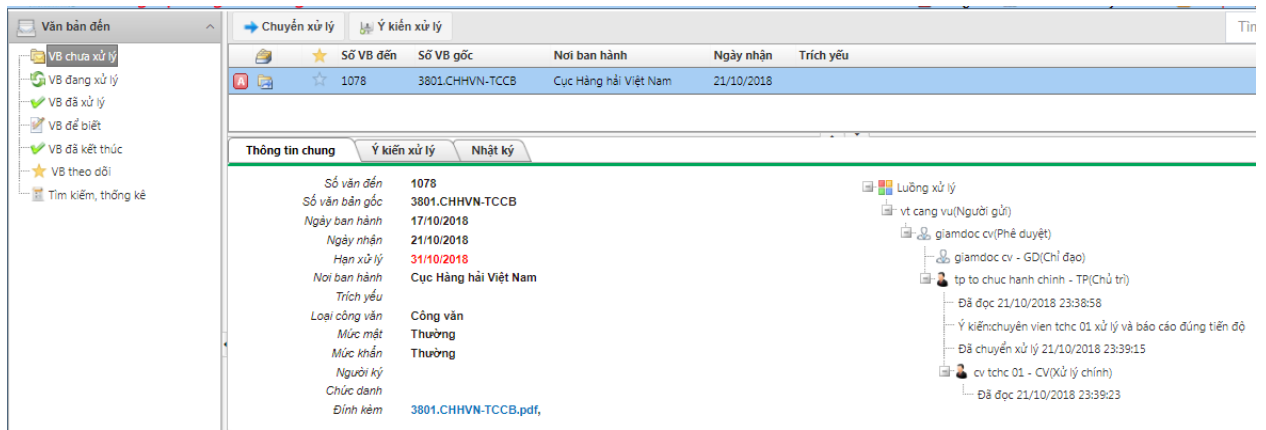 Văn bản đến
VB chưa xử lý
VB đang xử lý
VB đã xử lý
VB để biết
VB đã kết thúc
VB theo dõi
Tìm kiếm, thống kê
Chuyển xử lý Ý kiến xử lý
Số VB đến Số VB gốc Nơi ban hành Ngày nhận Trích yếu
A 1078 3801.CHHVN-TCCB Cục Hàng hải Việt Nam 21/10/2018
Thông tin chung Ý kiến xử lý Nhật ký
Số văn đến 1078
Số văn bản gốc 3801.CHHVN-TCCB
Ngày ban hành 17/10/2018
Ngày nhận 21/10/2018
Hạn xử lý 31/10/2018
Nơi ban hành Cục Hàng hải Việt Nam
Trích yếu
Loại công văn Công văn
Mức mật Thường
Mức khẩn Thường
Người ký
Chức danh
Đính kèm 3801.CHHVN-TCCB.pdf,
Luồng xử lý
vt cang vu(Người gửi)
giamdoc cv(Phê duyệt)
giamdoc cv - GD(Chỉ đạo)
tp to chuc hanh chinh - TP(Chủ trì)
Đã đọc 21/10/2018 23:38:58
Ý kiến:chuyên vien tchc 01 xử lý và báo cáo đúng tiến độ
Đã chuyển xử lý 21/10/2018 23:39:15
cv tchc 01 - CV(Xử lý chính)
Đã đọc 21/10/2018 23:39:23